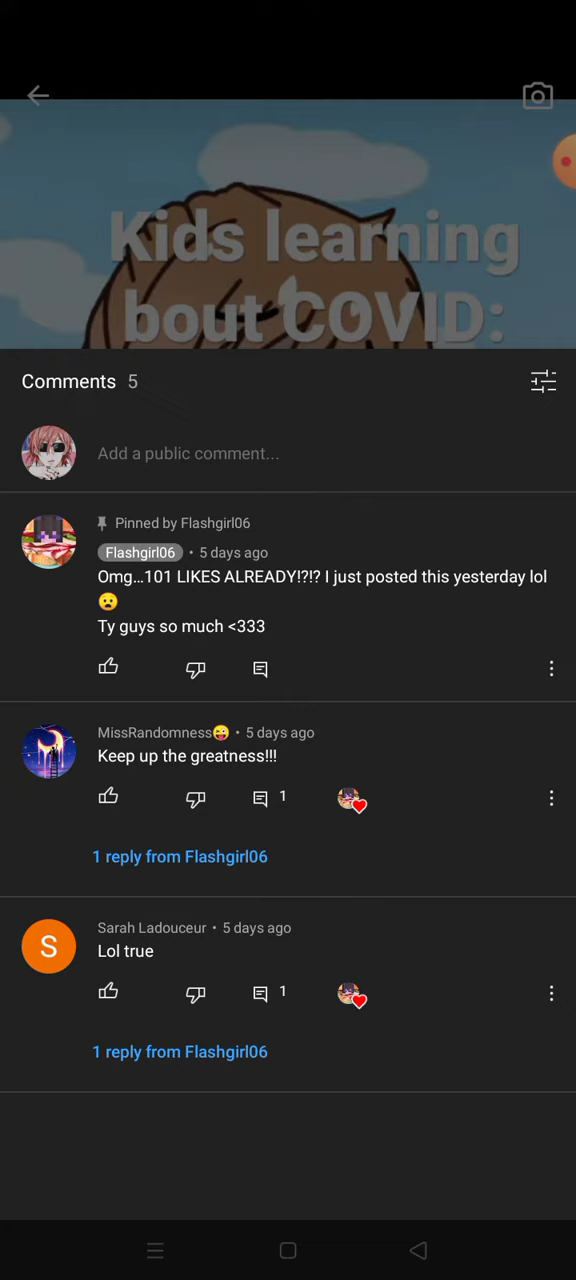 Kids learning
bout COVID:
Comments 5
Add a public comment...
Pinned by Flashgirl06
Flashgirl06 • 5 days ago
Omg...101 LIKES ALREADY!?!? I just posted this yesterday lol
😦
Ty guys so much <333
MissRandomness😜 • 5 days ago
Keep up the greatness!!!
1
1 reply from Flashgirl06
S
Sarah Ladouceur • 5 days ago
Lol true
1
1 reply from Flashgirl06